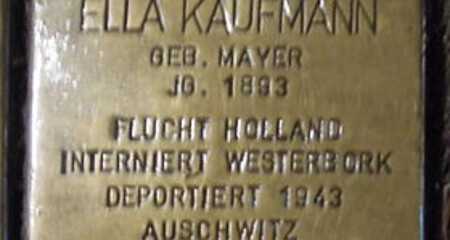 ELLA KAUFMANN
GEB. MAYER
JG. 1893
FLUCHT HOLLAND
INTERNIERT WESTERBORK
DEPORTIERT 1943
AUSCHWITZ